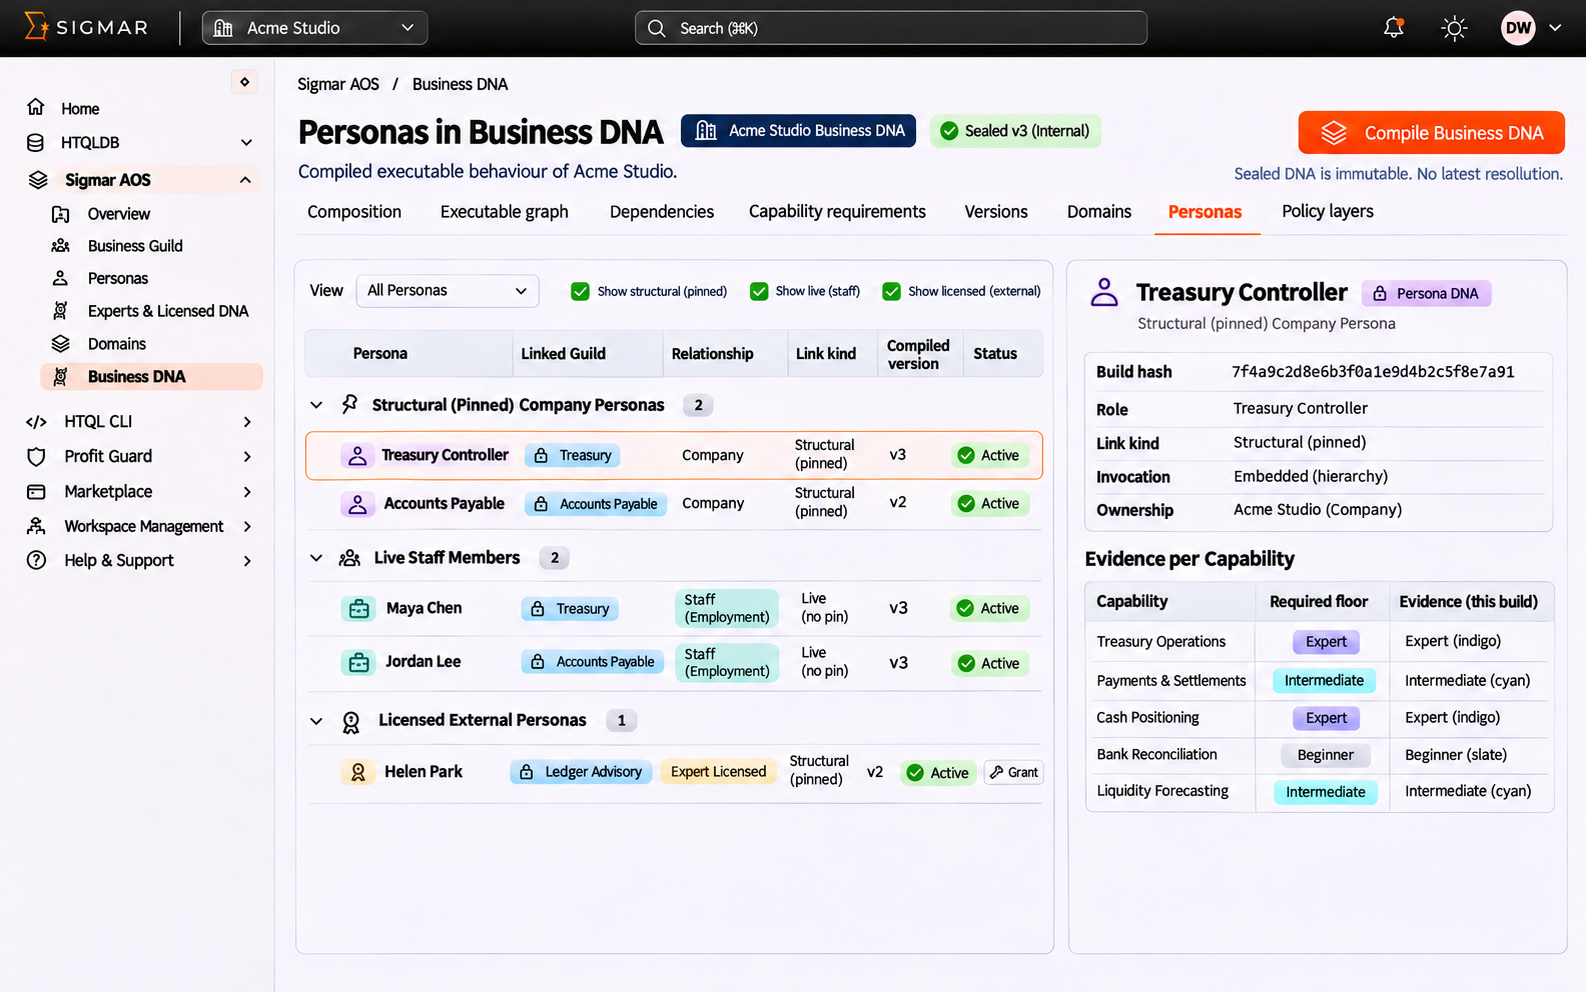 SIGMAR
Acme Studio
Search (⌘K)
DW
Home
HTQLDB
Sigmar AOS
Overview
Business Guild
Personas
Experts & Licensed DNA
Domains
Business DNA
HTQL CLI
Profit Guard
Marketplace
Workspace Management
Help & Support
Sigmar AOS / Business DNA
Personas in Business DNA
Acme Studio Business DNA
Sealed v3 (Internal)
Compile Business DNA
Compiled executable behaviour of Acme Studio.
Sealed DNA is immutable. No latest resollution.
Composition Executable graph Dependencies Capability requirements Versions Domains Personas Policy layers
View All Personas Show structural (pinned) Show live (staff) Show licensed (external)
Persona Linked Guild Relationship Link kind Compiled version Status
Structural (Pinned) Company Personas 2
Treasury Controller Treasury Company Structural (pinned) v3 Active
Accounts Payable Accounts Payable Company Structural (pinned) v2 Active
Live Staff Members 2
Maya Chen Treasury Staff (Employment) Live (no pin) v3 Active
Jordan Lee Accounts Payable Staff (Employment) Live (no pin) v3 Active
Licensed External Personas 1
Helen Park Ledger Advisory Expert Licensed Structural (pinned) v2 Active Grant
Treasury Controller Persona DNA
Structural (pinned) Company Persona
Build hash 7f4a9c2d8e6b3f0a1e9d4b2c5f8e7a91
Role Treasury Controller
Link kind Structural (pinned)
Invocation Embedded (hierarchy)
Ownership Acme Studio (Company)
Evidence per Capability
Capability Required floor Evidence (this build)
Treasury Operations Expert Expert (indigo)
Payments & Settlements Intermediate Intermediate (cyan)
Cash Positioning Expert Expert (indigo)
Bank Reconciliation Beginner Beginner (slate)
Liquidity Forecasting Intermediate Intermediate (cyan)